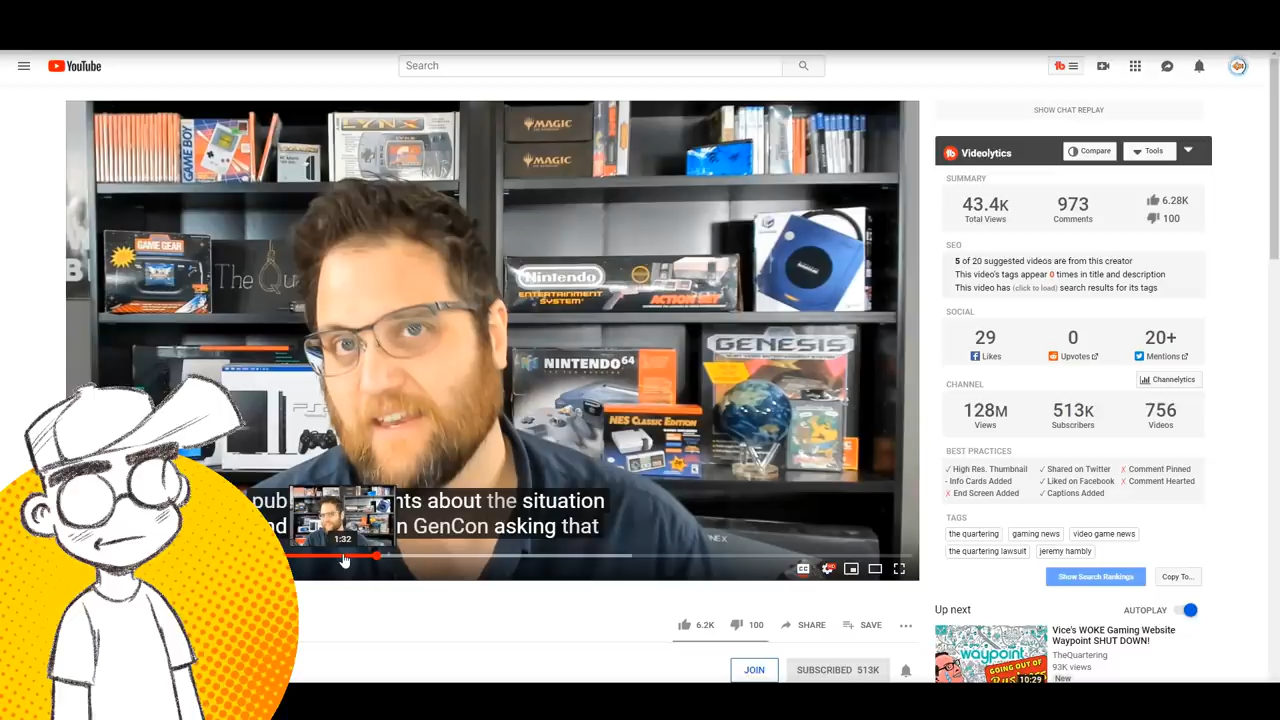 YouTube
Search
SHOW CHAT REPLAY
Videolytics
Compare
Tools
SUMMARY
43.4K
Total Views
973
Comments
6.28K
100
SEO
5 of 20 suggested videos are from this creator
This video's tags appear 0 times in title and description
This video has (click to load) search results for its tags
SOCIAL
29
Likes
0
Upvotes
20+
Mentions
CHANNEL
Channelytics
128M
Views
513K
Subscribers
756
Videos
BEST PRACTICES
✓ High Res. Thumbnail
✓ Shared on Twitter
✗ Comment Pinned
- Info Cards Added
✓ Liked on Facebook
✗ Comment Hearted
✗ End Screen Added
✓ Captions Added
TAGS
the quartering
gaming news
video game news
the quartering lawsuit
jeremy hambly
Show Search Rankings
Copy To...
Up next
AUTOPLAY
Vice's WOKE Gaming Website
Waypoint SHUT DOWN!
TheQuartering
93K views
New
waypoint
GOING OUT OF
10:29
GAME BOY
LYNX
MAGIC
MAGIC
GAME GEAR
The Qu
Nintendo
ENTERTAINMENT
SYSTEM
ACTION SET
NINTENDO 64
GENESIS
NES CLASSIC EDITION
nts about the situation
n GenCon asking that
1:32
6.2K
100
SHARE
SAVE
JOIN
SUBSCRIBED 513K